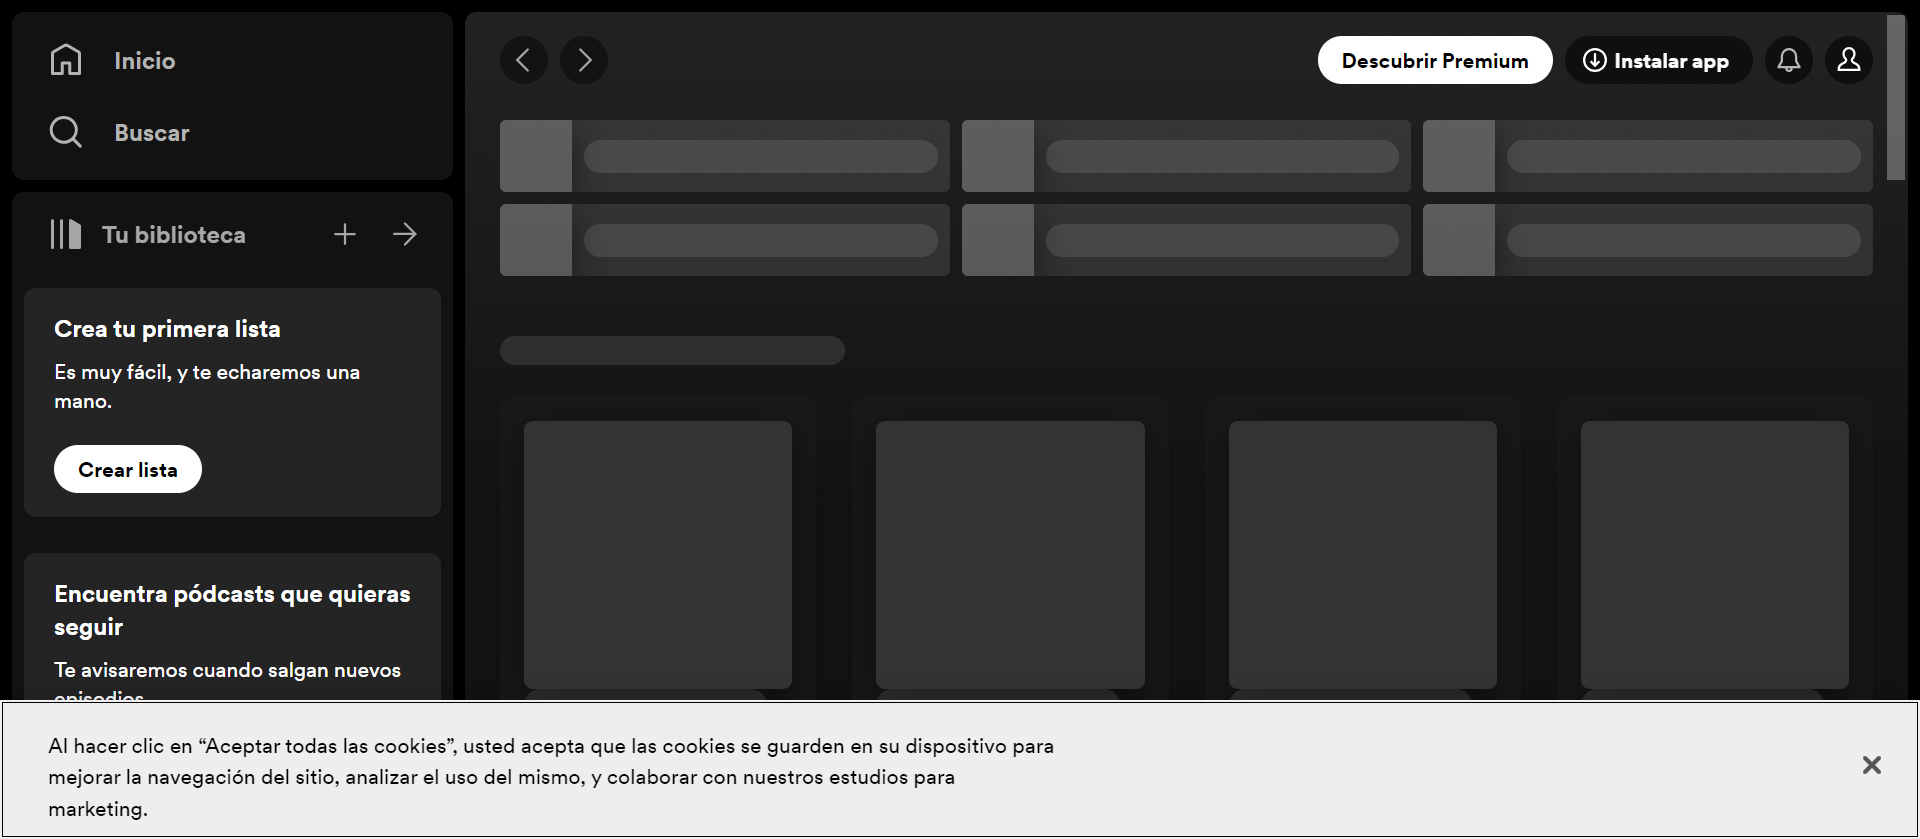 Inicio
Buscar
Tu biblioteca
Crea tu primera lista
Es muy fácil, y te echaremos una
mano.
Crear lista
Encuentra pódcasts que quieras
seguir
Te avisaremos cuando salgan nuevos
episodios
Descubrir Premium
Instalar app
Al hacer clic en “Aceptar todas las cookies”, usted acepta que las cookies se guarden en su dispositivo para
mejorar la navegación del sitio, analizar el uso del mismo, y colaborar con nuestros estudios para
marketing.